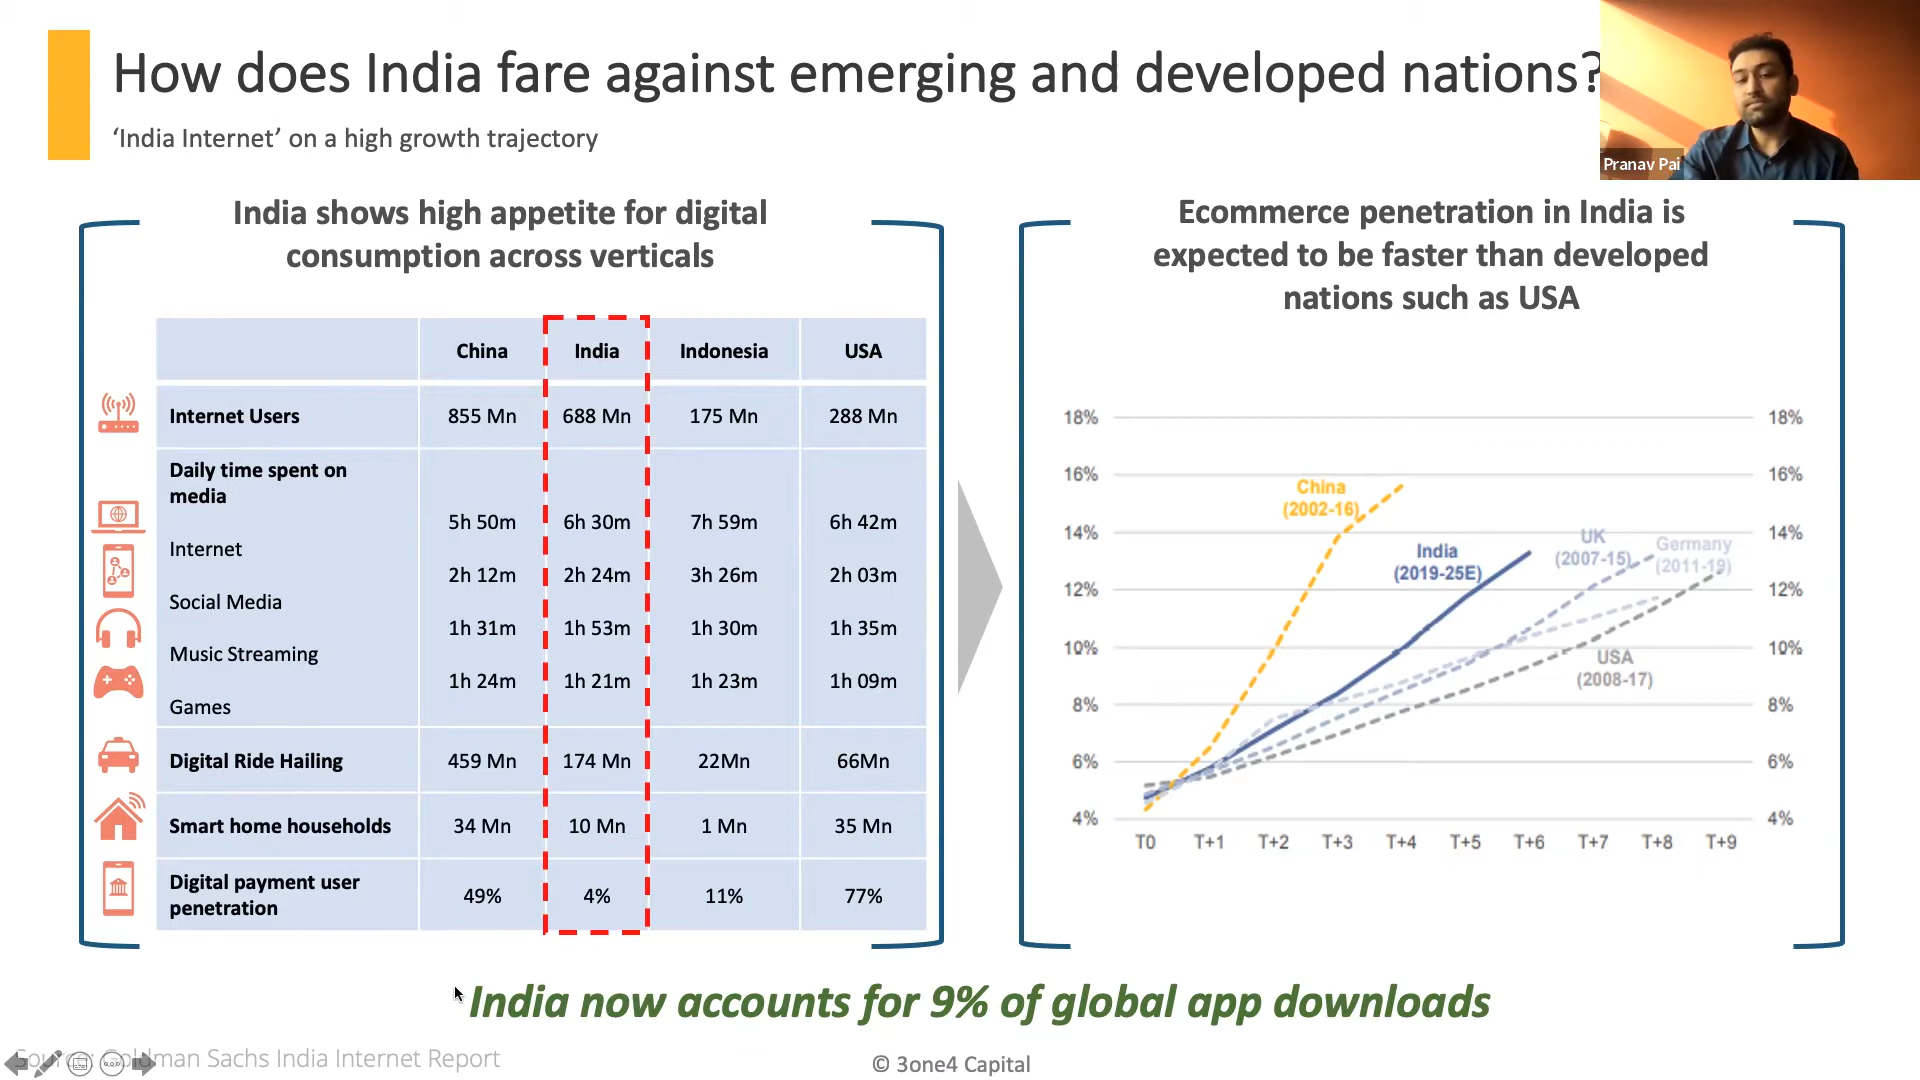 How does India fare against emerging and developed nations?
‘India Internet’ on a high growth trajectory
Pranav Pai
India shows high appetite for digital
consumption across verticals
China India Indonesia USA
Internet Users 855 Mn 688 Mn 175 Mn 288 Mn
Daily time spent on
media
5h 50m 6h 30m 7h 59m 6h 42m
Internet
2h 12m 2h 24m 3h 26m 2h 03m
Social Media
1h 31m 1h 53m 1h 30m 1h 35m
Music Streaming
1h 24m 1h 21m 1h 23m 1h 09m
Games
Digital Ride Hailing 459 Mn 174 Mn 22Mn 66Mn
Smart home households 34 Mn 10 Mn 1 Mn 35 Mn
Digital payment user
penetration
49% 4% 11% 77%
Ecommerce penetration in India is
expected to be faster than developed
nations such as USA
18% 18%
16% 16%
14% 14%
12% 12%
10% 10%
8% 8%
6% 6%
4% 4%
China
(2002-16)
India
(2019-25E)
UK
(2007-15)
Germany
(2011-19)
USA
(2008-17)
T0 T+1 T+2 T+3 T+4 T+5 T+6 T+7 T+8 T+9
India now accounts for 9% of global app downloads
Source: Goldman Sachs India Internet Report
© 3one4 Capital